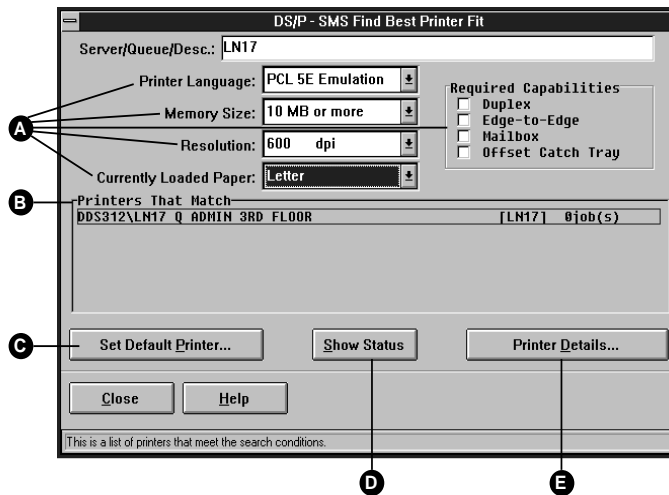 DS/P - SMS Find Best Printer Fit
Server/Queue/Desc.: LN17
Printer Language: PCL 5E Emulation
Memory Size: 10 MB or more
Resolution: 600 dpi
Currently Loaded Paper: Letter
Required Capabilities
Duplex
Edge-to-Edge
Mailbox
Offset Catch Tray
A
B
Printers That Match
DDS312\LN17_Q ADMIN 3RD FLOOR [LN17] 0job(s)
C
Set Default Printer... Show Status Printer Details...
Close Help
This is a list of printers that meet the search conditions.
D E